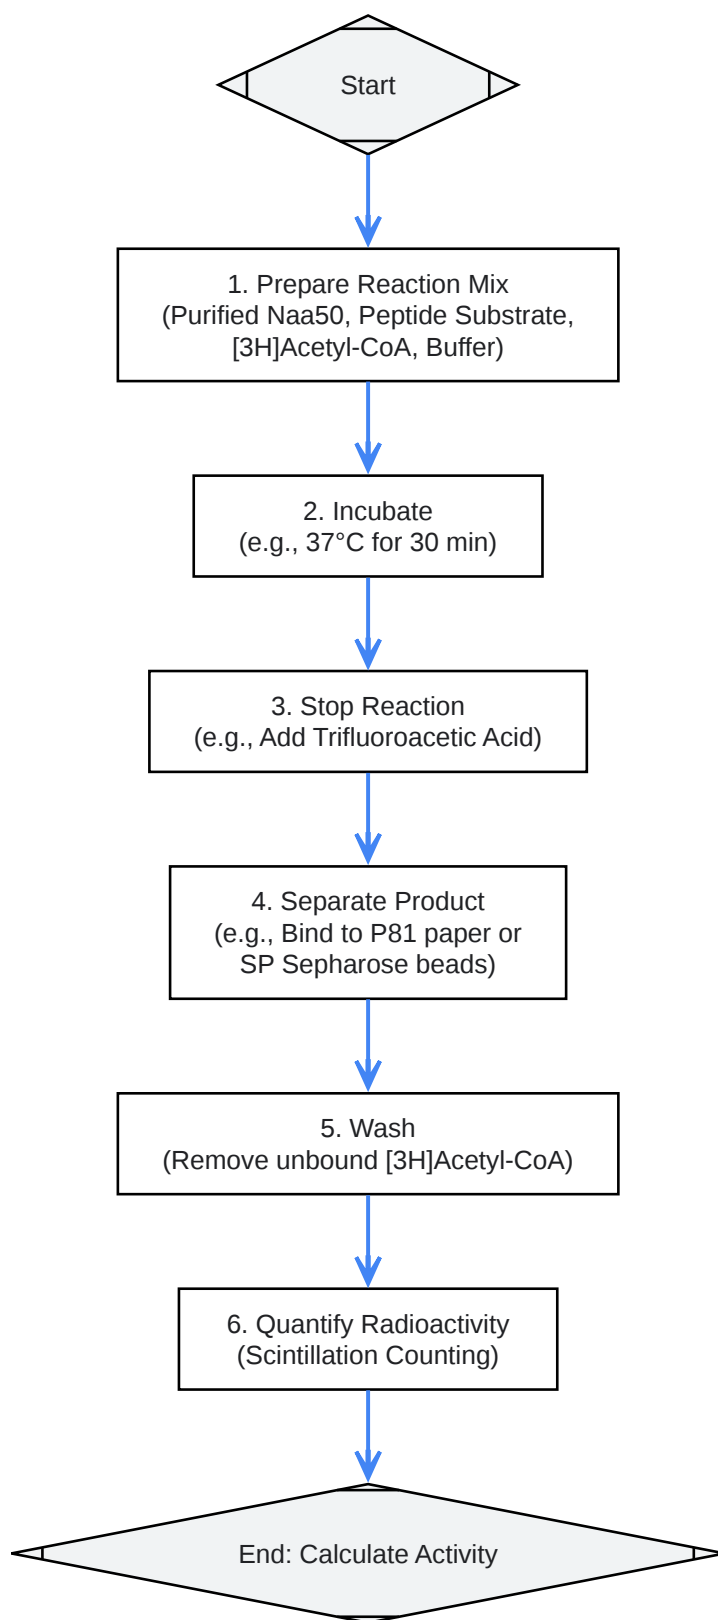 Start
1. Prepare Reaction Mix
(Purified Naa50, Peptide Substrate,
[3H]Acetyl-CoA, Buffer)
2. Incubate
(e.g., 37°C for 30 min)
3. Stop Reaction
(e.g., Add Trifluoroacetic Acid)
4. Separate Product
(e.g., Bind to P81 paper or
SP Sepharose beads)
5. Wash
(Remove unbound [3H]Acetyl-CoA)
6. Quantify Radioactivity
(Scintillation Counting)
End: Calculate Activity